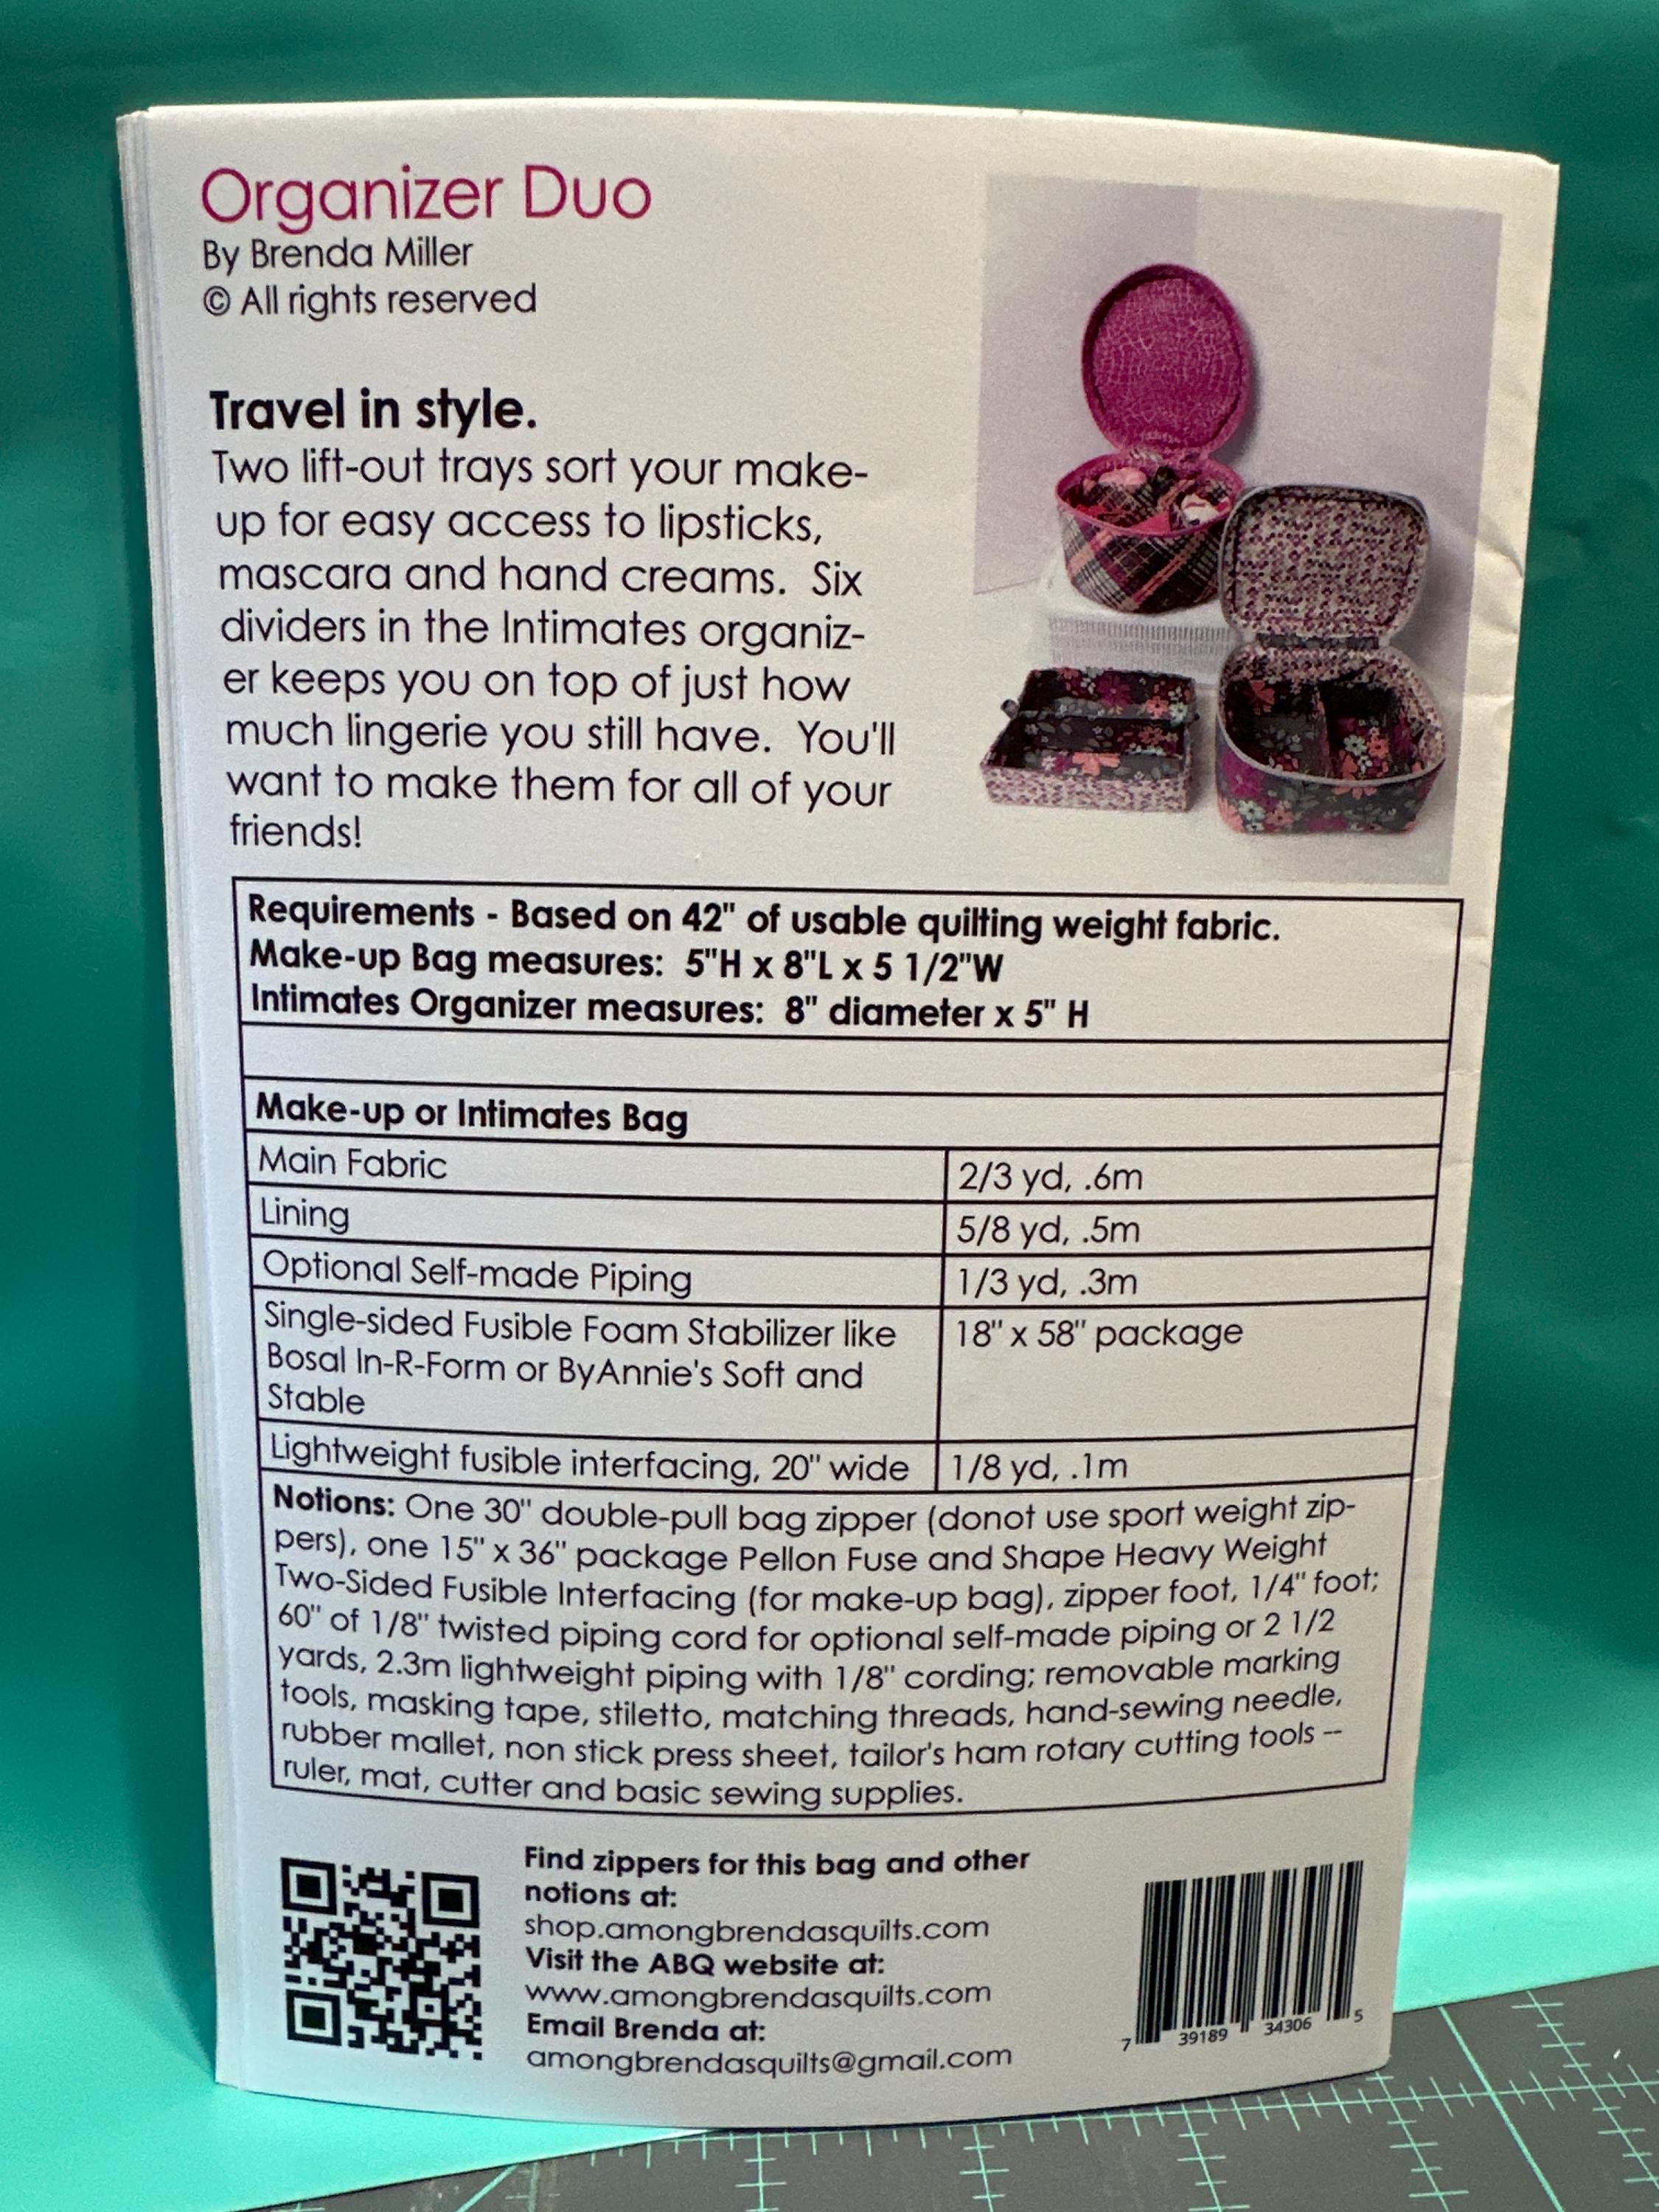 Organizer Duo
By Brenda Miller
© All rights reserved
Travel in style.
Two lift-out trays sort your make-
up for easy access to lipsticks,
mascara and hand creams.  Six
dividers in the Intimates organiz-
er keeps you on top of just how
much lingerie you still have.  You'll
want to make them for all of your
friends!
Requirements - Based on 42" of usable quilting weight fabric.
Make-up Bag measures:  5"H x 8"L x 5 1/2"W
Intimates Organizer measures:  8" diameter x 5" H
Make-up or Intimates Bag
Main Fabric 2/3 yd, .6m
Lining 5/8 yd, .5m
Optional Self-made Piping 1/3 yd, .3m
Single-sided Fusible Foam Stabilizer like 18" x 58" package
Bosal In-R-Form or ByAnnie's Soft and
Stable
Lightweight fusible interfacing, 20" wide 1/8 yd, .1m
Notions: One 30" double-pull bag zipper (donot use sport weight zip-
pers), one 15" x 36" package Pellon Fuse and Shape Heavy Weight
Two-Sided Fusible Interfacing (for make-up bag), zipper foot, 1/4" foot;
60" of 1/8" twisted piping cord for optional self-made piping or 2 1/2
yards, 2.3m lightweight piping with 1/8" cording; removable marking
tools, masking tape, stiletto, matching threads, hand-sewing needle,
rubber mallet, non stick press sheet, tailor's ham rotary cutting tools --
ruler, mat, cutter and basic sewing supplies.
Find zippers for this bag and other
notions at:
shop.amongbrendasquilts.com
Visit the ABQ website at:
www.amongbrendasquilts.com
Email Brenda at:
amongbrendasquilts@gmail.com
7 39189 34306 5